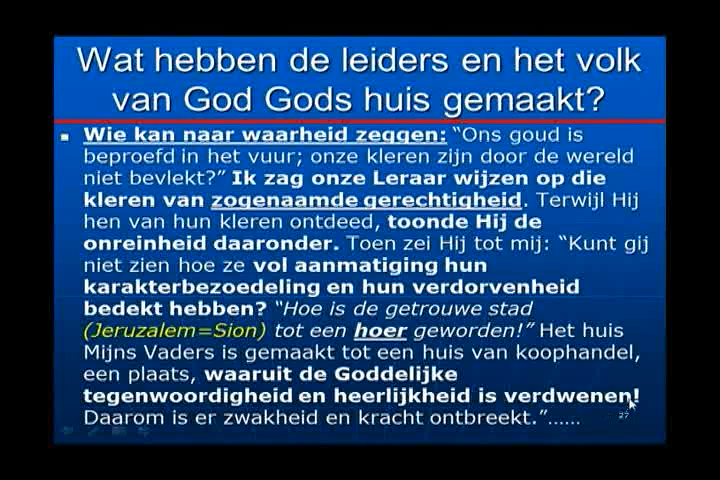 Wat hebben de leiders en het volk
van God Gods huis gemaakt?
Wie kan naar waarheid zeggen: “Ons goud is
beproefd in het vuur; onze kleren zijn door de wereld
niet bevlekt?” Ik zag onze Leraar wijzen op die
kleren van zogenaamde gerechtigheid. Terwijl Hij
hen van hun kleren ontdeed, toonde Hij de
onreinheid daaronder. Toen zei Hij tot mij: “Kunt gij
niet zien hoe ze vol aanmatiging hun
karakterbezoedeling en hun verdorvenheid
bedekt hebben? “Hoe is de getrouwe stad
(Jeruzalem=Sion) tot een hoer geworden!” Het huis
Mijns Vaders is gemaakt tot een huis van koophandel,
een plaats, waaruit de Goddelijke
tegenwoordigheid en heerlijkheid is verdwenen!
Daarom is er zwakheid en kracht ontbreekt.”……
27